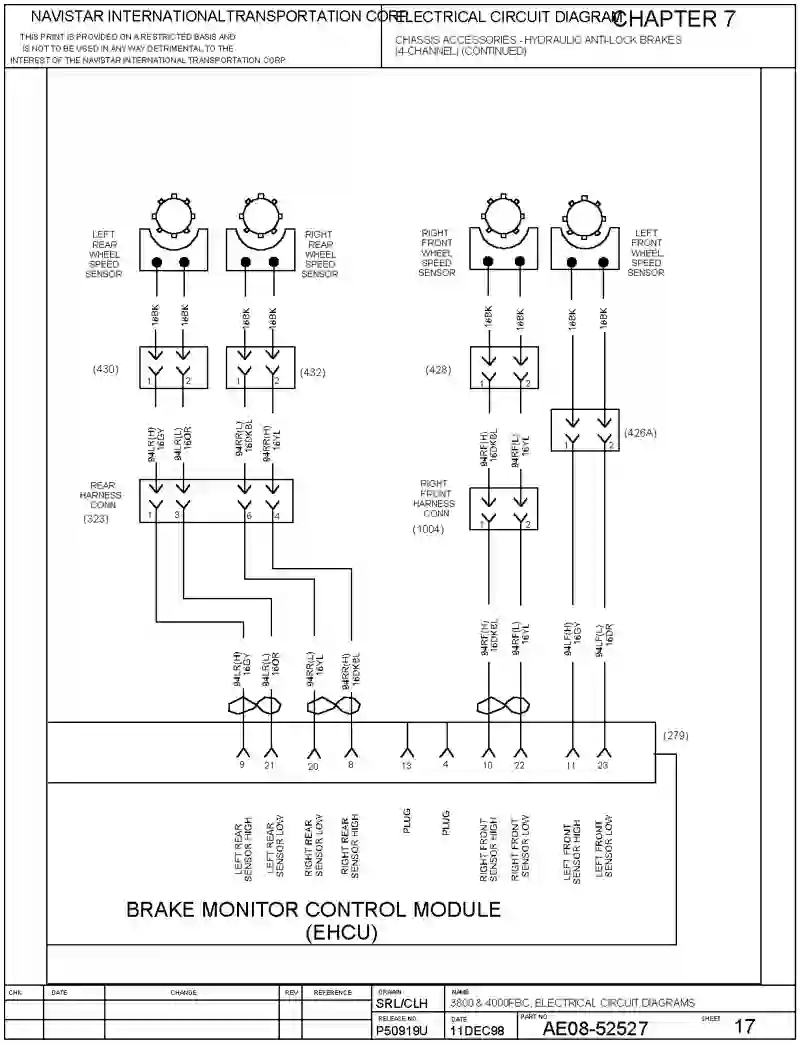 NAVISTAR INTERNATIONAL TRANSPORTATION CORP.
THIS PRINT IS PROVIDED ON A RESTRICTED BASIS AND
IS NOT TO BE USED IN ANY WAY DETRIMENTAL TO THE
INTEREST OF THE NAVISTAR INTERNATIONAL TRANSPORTATION CORP.
ELECTRICAL CIRCUIT DIAGRAM
CHAPTER 7
CHASSIS ACCESSORIES - HYDRAULIC ANTI-LOCK BRAKES
(4-CHANNEL) (CONTINUED)
LEFT
REAR
WHEEL
SPEED
SENSOR
RIGHT
REAR
WHEEL
SPEED
SENSOR
RIGHT
FRONT
WHEEL
SPEED
SENSOR
LEFT
FRONT
WHEEL
SPEED
SENSOR
16BK
16BK
16BK
16BK
16BK
16BK
16BK
16BK
(430)
1
2
1
2
(432)
(428)
1
2
1
2
(426A)
94LR(H)
16GY
94LR(L)
16OR
94RR(L)
16DKBL
94RR(H)
16YL
94RF(H)
16DKBL
94RF(L)
16YL
REAR
HARNESS
CONN
(323)
1
3
6
4
RIGHT
FRONT
HARNESS
CONN
(1004)
1
2
94LR(H)
16GY
94LR(L)
16OR
94RR(L)
16YL
94RR(H)
16DKBL
94RF(H)
16DKBL
94RF(L)
16YL
94LF(H)
16GY
94LF(L)
16OR
(279)
9
21
20
8
13
4
10
22
11
23
LEFT REAR
SENSOR HIGH
LEFT REAR
SENSOR LOW
RIGHT REAR
SENSOR LOW
RIGHT REAR
SENSOR HIGH
PLUG
PLUG
RIGHT FRONT
SENSOR HIGH
RIGHT FRONT
SENSOR LOW
LEFT FRONT
SENSOR HIGH
LEFT FRONT
SENSOR LOW
BRAKE MONITOR CONTROL MODULE
(EHCU)
CHK
DATE
CHANGE
REV
REFERENCE
DRAWN
SRL/CLH
NAME
3800 & 4000FBC, ELECTRICAL CIRCUIT DIAGRAMS
RELEASE NO.
P50919U
DATE
11DEC98
PART NO.
AE08-52527
SHEET
17